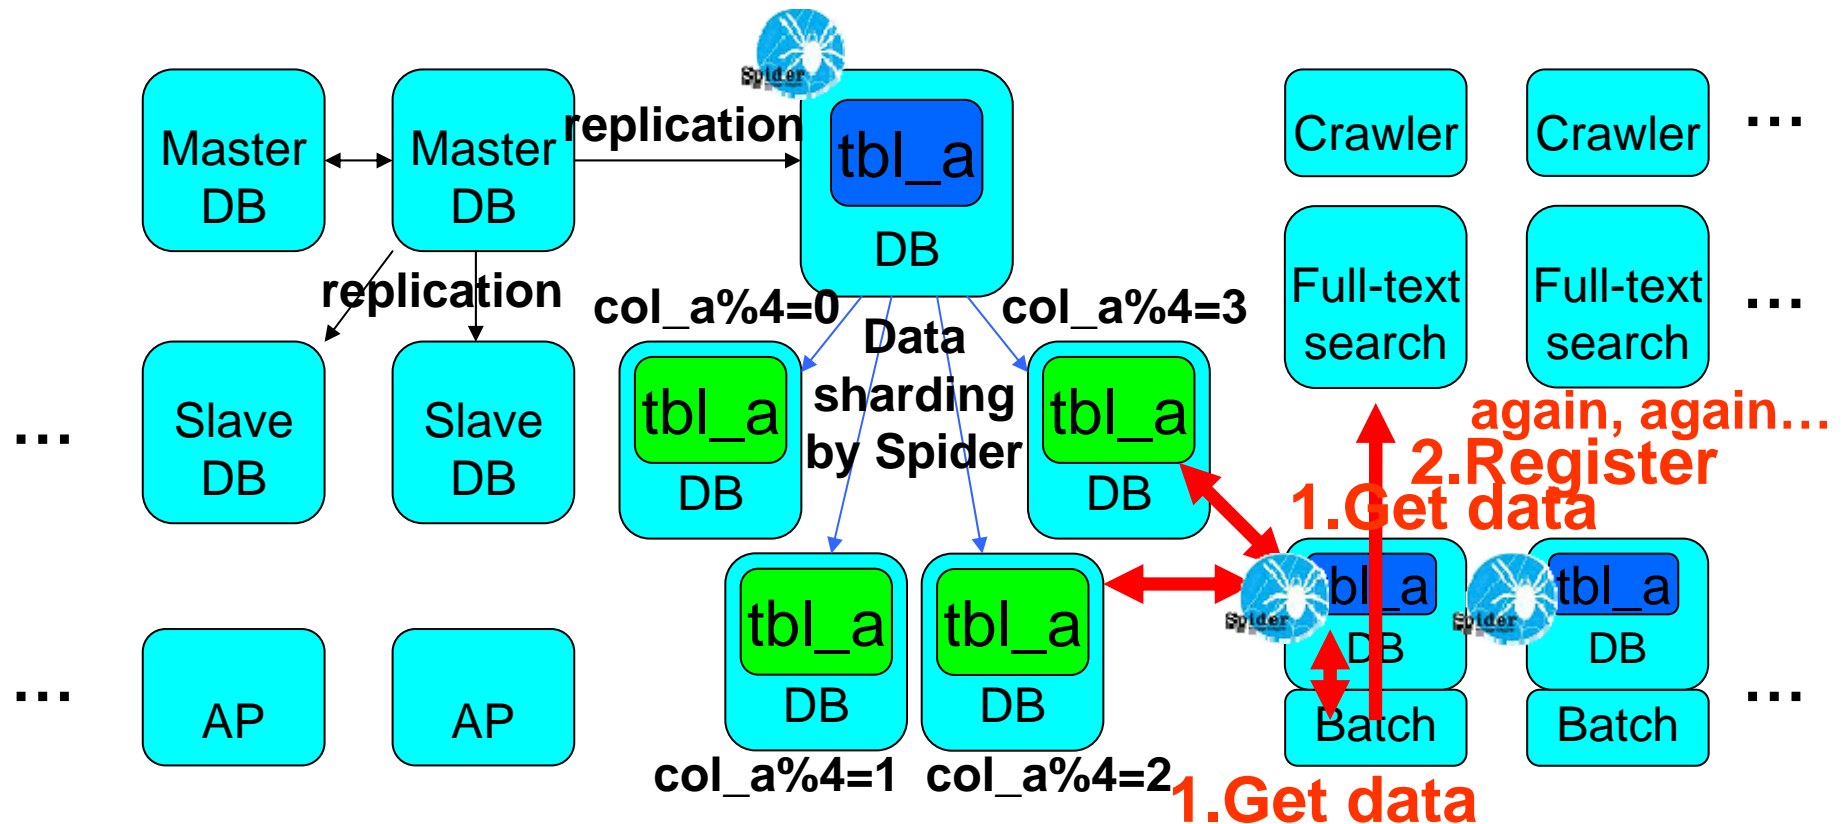 Spider
Master
DB
Master
DB
replication
tbl_a
DB
Crawler
Crawler
...
replication
col_a%4=0
col_a%4=3
Data
sharding
by Spider
Full-text
search
Full-text
search
...
...
Slave
DB
Slave
DB
tbl_a
DB
tbl_a
DB
again, again...
2.Register
1.Get data
tbl_a
DB
tbl_a
DB
Spider
tbl_a
DB
Spider
tbl_a
DB
...
AP
AP
Batch
Batch
...
col_a%4=1
col_a%4=2
1.Get data